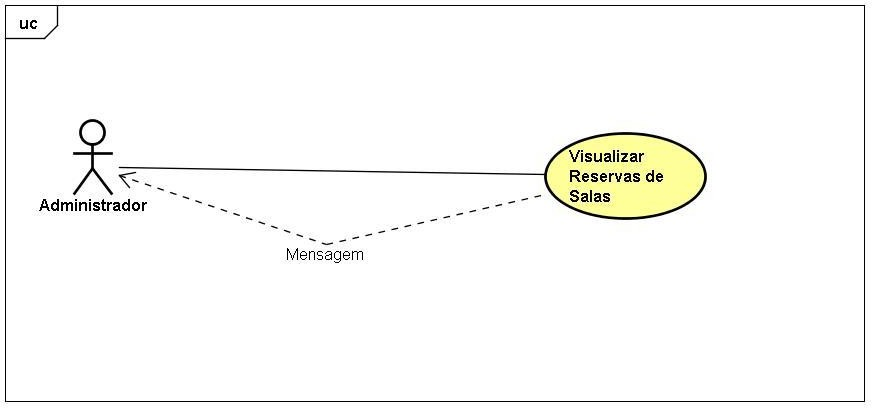 uc
Visualizar
Reservas de
Salas
Administrador
Mensagem